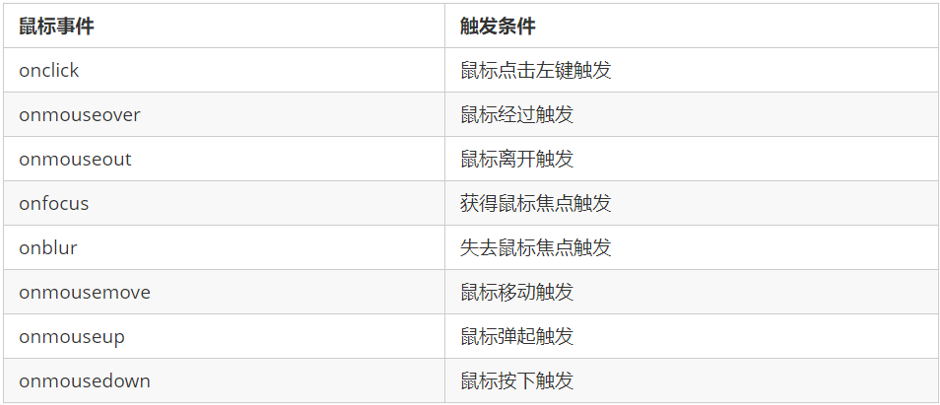 鼠标事件 触发条件
onclick 鼠标点击左键触发
onmouseover 鼠标经过触发
onmouseout 鼠标离开触发
onfocus 获得鼠标焦点触发
onblur 失去鼠标焦点触发
onmousemove 鼠标移动触发
onmouseup 鼠标弹起触发
onmousedown 鼠标按下触发